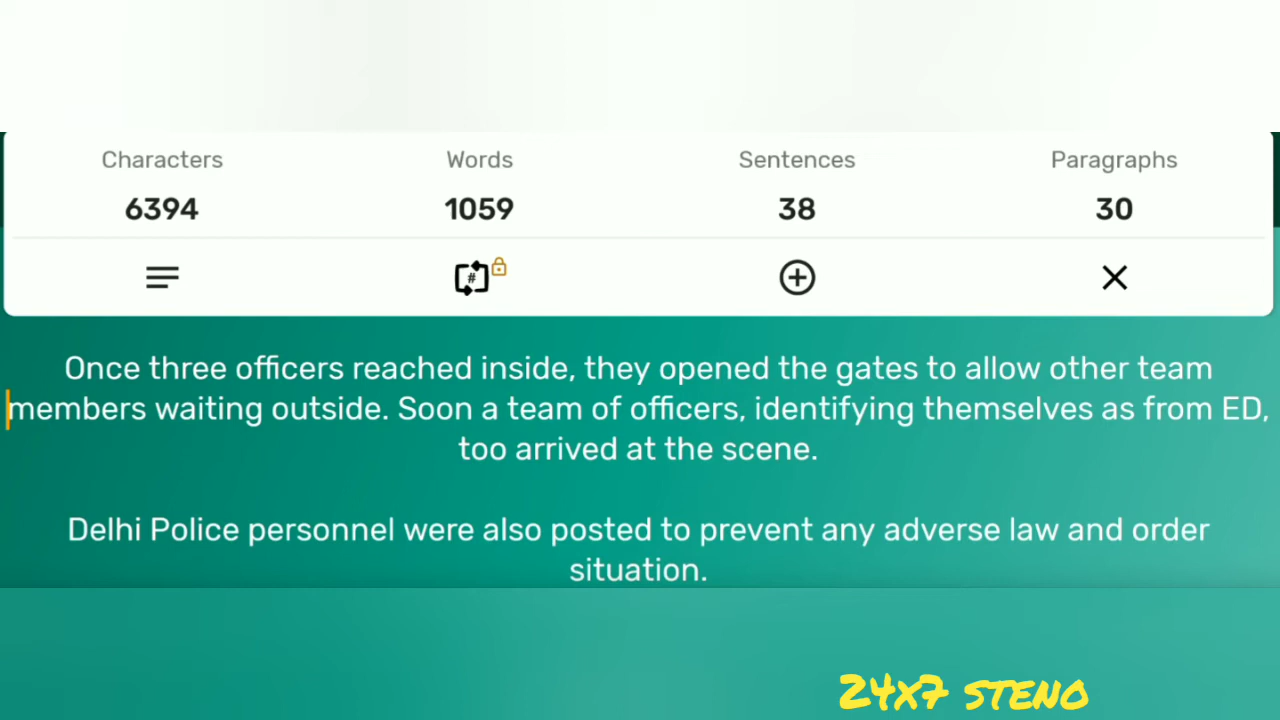 Characters Words Sentences Paragraphs
6394 1059 38 30
#
Once three officers reached inside, they opened the gates to allow other team
members waiting outside. Soon a team of officers, identifying themselves as from ED,
too arrived at the scene.
Delhi Police personnel were also posted to prevent any adverse law and order
situation.
24x7 STENO